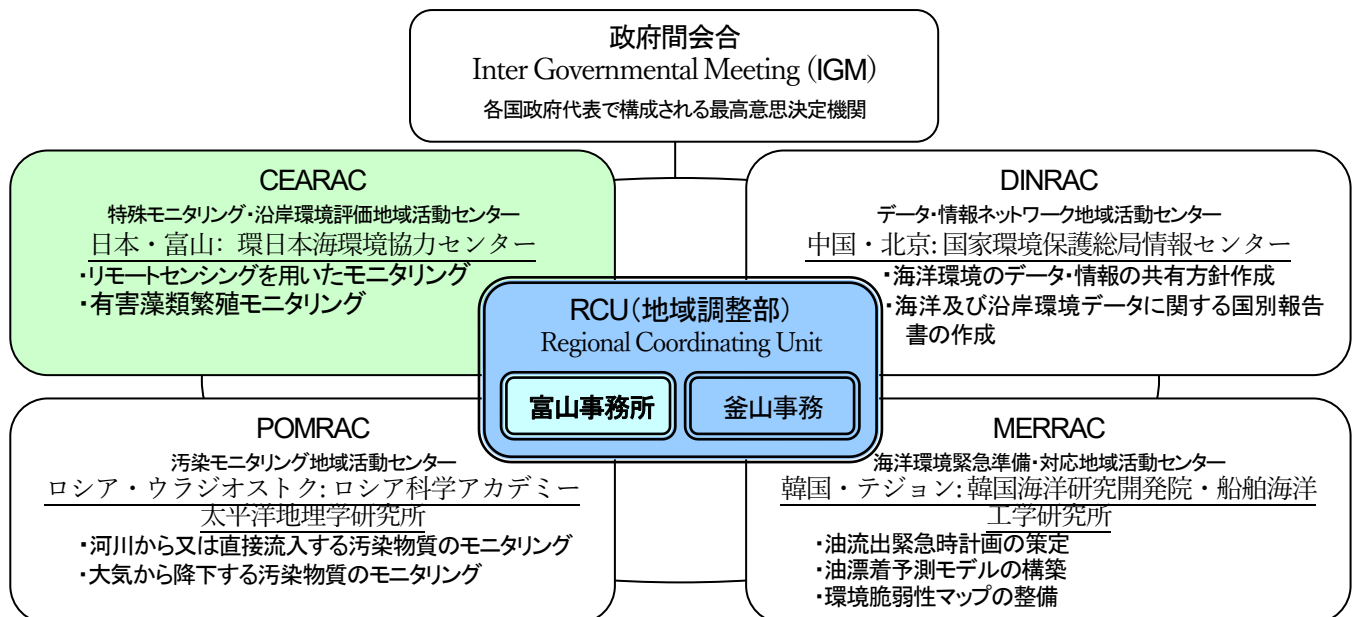 政府間会合
Inter Governmental Meeting (IGM)
各国政府代表で構成される最高意思決定機関
CEARAC
特殊モニタリング・沿岸環境評価地域活動センター
日本・富山: 環日本海環境協力センター
・リモートセンシングを用いたモニタリング
・有害藻類繁殖モニタリング
DINRAC
データ・情報ネットワーク地域活動センター
中国・北京: 国家環境保護総局情報センター
・海洋環境のデータ・情報の共有方針作成
・海洋及び沿岸環境データに関する国別報告
書の作成
RCU(地域調整部)
Regional Coordinating Unit
富山事務所
釜山事務
POMRAC
汚染モニタリング地域活動センター
ロシア・ウラジオストク: ロシア科学アカデミー
太平洋地理学研究所
・河川から又は直接流入する汚染物質のモニタリング
・大気から降下する汚染物質のモニタリング
MERRAC
海洋環境緊急準備・対応地域活動センター
韓国・テジョン: 韓国海洋研究開発院・船舶海洋
工学研究所
・油流出緊急時計画の策定
・油漂着予測モデルの構築
・環境脆弱性マップの整備